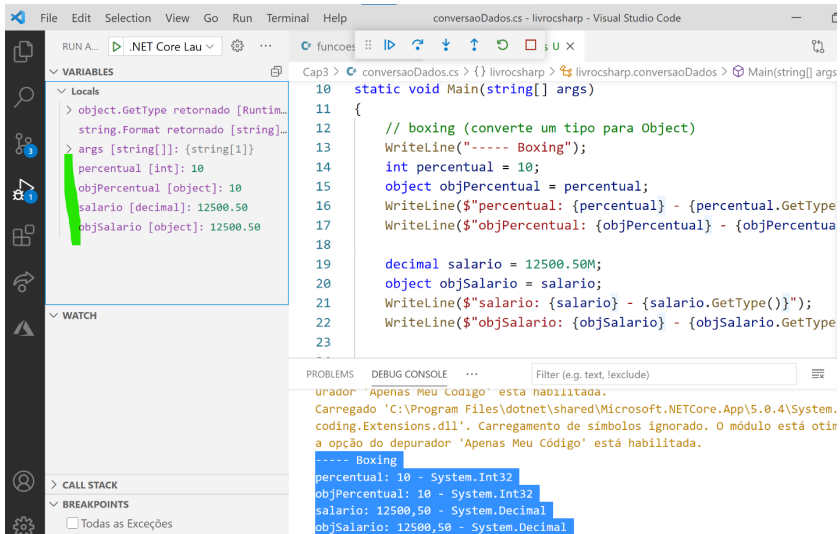 File Edit Selection View Go Run Terminal Help conversaoDados.cs - livrocsharp - Visual Studio Code
RUN A... .NET Core Lau ··· funcoes s U
VARIABLES
Cap3 > conversaoDados.cs > {} livrocsharp > livrocsharp.conversaoDados > Main(string[] args
Locals
> object.GetType retornado [Runtim…
string.Format retornado [string]…
> args [string[]]: {string[1]}
percentual [int]: 10
objPercentual [object]: 10
salario [decimal]: 12500.50
objSalario [object]: 12500.50
WATCH
CALL STACK
BREAKPOINTS
Todas as Exceções
3
1
10 static void Main(string[] args)
11 {
12 // boxing (converte um tipo para Object)
13 WriteLine("----- Boxing");
14 int percentual = 10;
15 object objPercentual = percentual;
16 WriteLine($"percentual: {percentual} - {percentual.GetType
17 WriteLine($"objPercentual: {objPercentual} - {objPercentua
18
19 decimal salario = 12500.50M;
20 object objSalario = salario;
21 WriteLine($"salario: {salario} - {salario.GetType()}");
22 WriteLine($"objSalario: {objSalario} - {objSalario.GetType
23
PROBLEMS DEBUG CONSOLE ··· Filter (e.g. text, !exclude)
urador 'Apenas Meu Código' está habilitada.
Carregado 'C:\Program Files\dotnet\shared\Microsoft.NETCore.App\5.0.4\System.
coding.Extensions.dll'. Carregamento de símbolos ignorado. O módulo está otim
a opção do depurador 'Apenas Meu Código' está habilitada.
----- Boxing
percentual: 10 - System.Int32
objPercentual: 10 - System.Int32
salario: 12500,50 - System.Decimal
objSalario: 12500,50 - System.Decimal